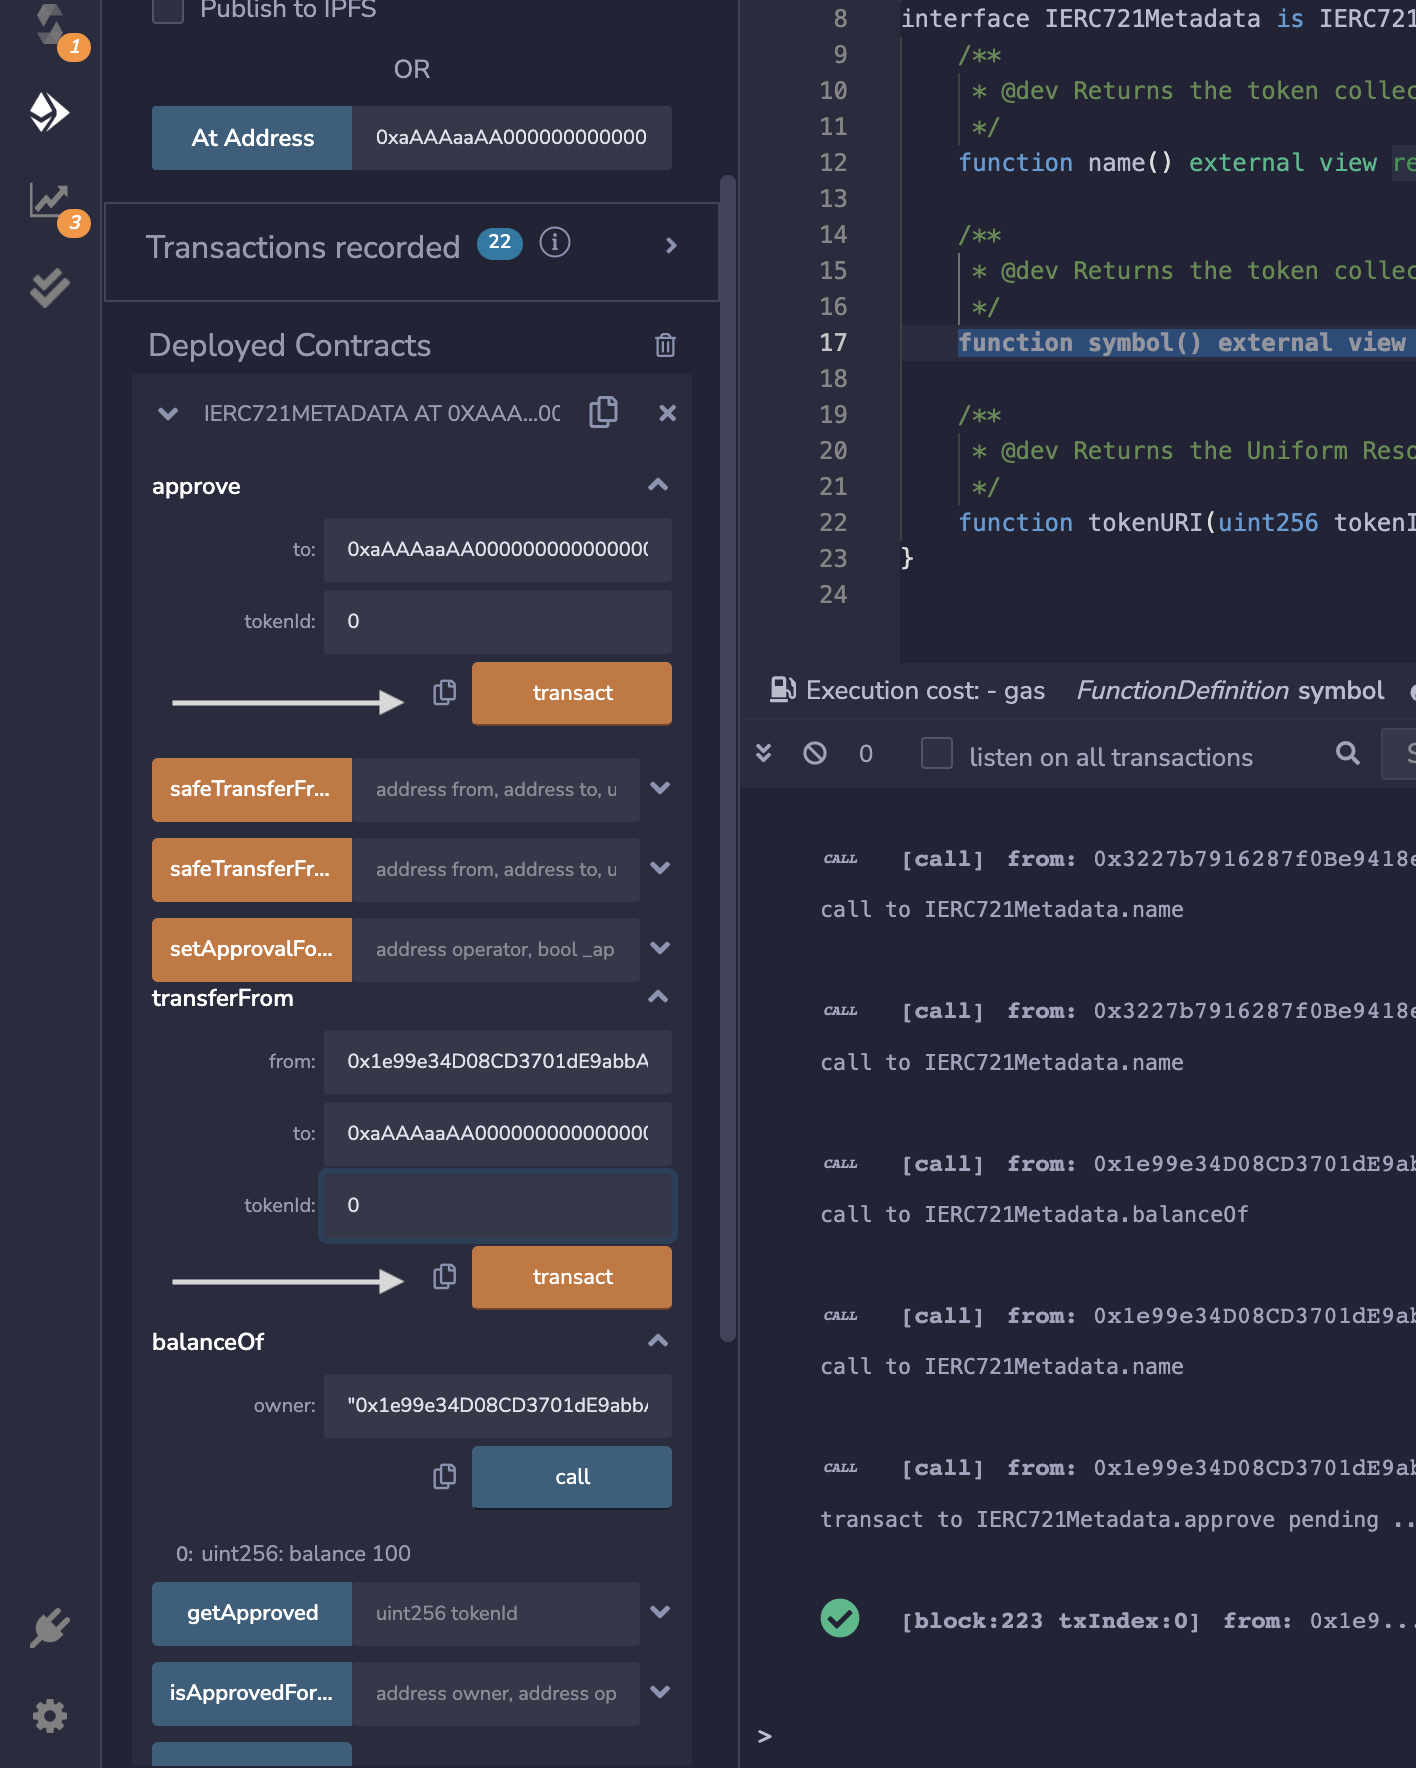 Publish to IPFS
OR
At Address 0xaAAAaaAA000000000000
Transactions recorded 22 i
Deployed Contracts
IERC721METADATA AT 0XAAA...00
approve
to: 0xaAAAaaAA0000000000000000
tokenId: 0
transact
safeTransferFr... address from, address to, u
safeTransferFr... address from, address to, u
setApprovalFo... address operator, bool _ap
transferFrom
from: 0x1e99e34D08CD3701dE9abbA
to: 0xaAAAaaAA0000000000000000
tokenId: 0
transact
balanceOf
owner: "0x1e99e34D08CD3701dE9abbA
call
0: uint256: balance 100
getApproved uint256 tokenId
isApprovedFor... address owner, address op
1
3
8 interface IERC721Metadata is IERC721
9 /**
10 * @dev Returns the token collec
11 */
12 function name() external view re
13
14 /**
15 * @dev Returns the token collec
16 */
17 function symbol() external view
18
19 /**
20 * @dev Returns the Uniform Reso
21 */
22 function tokenURI(uint256 tokenI
23 }
24
Execution cost: - gas FunctionDefinition symbol
0 listen on all transactions
CALL [call] from: 0x3227b7916287f0Be9418e
call to IERC721Metadata.name
CALL [call] from: 0x3227b7916287f0Be9418e
call to IERC721Metadata.name
CALL [call] from: 0x1e99e34D08CD3701dE9ab
call to IERC721Metadata.balanceOf
CALL [call] from: 0x1e99e34D08CD3701dE9ab
call to IERC721Metadata.name
CALL [call] from: 0x1e99e34D08CD3701dE9ab
transact to IERC721Metadata.approve pending ..
[block:223 txIndex:0] from: 0x1e9...
>